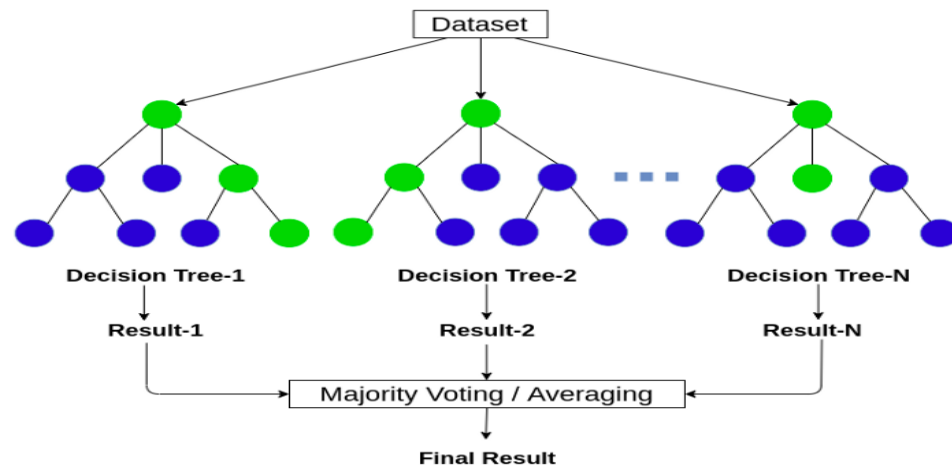 Dataset
Decision Tree-1
Decision Tree-2
Decision Tree-N
Result-1
Result-2
Result-N
Majority Voting / Averaging
Final Result